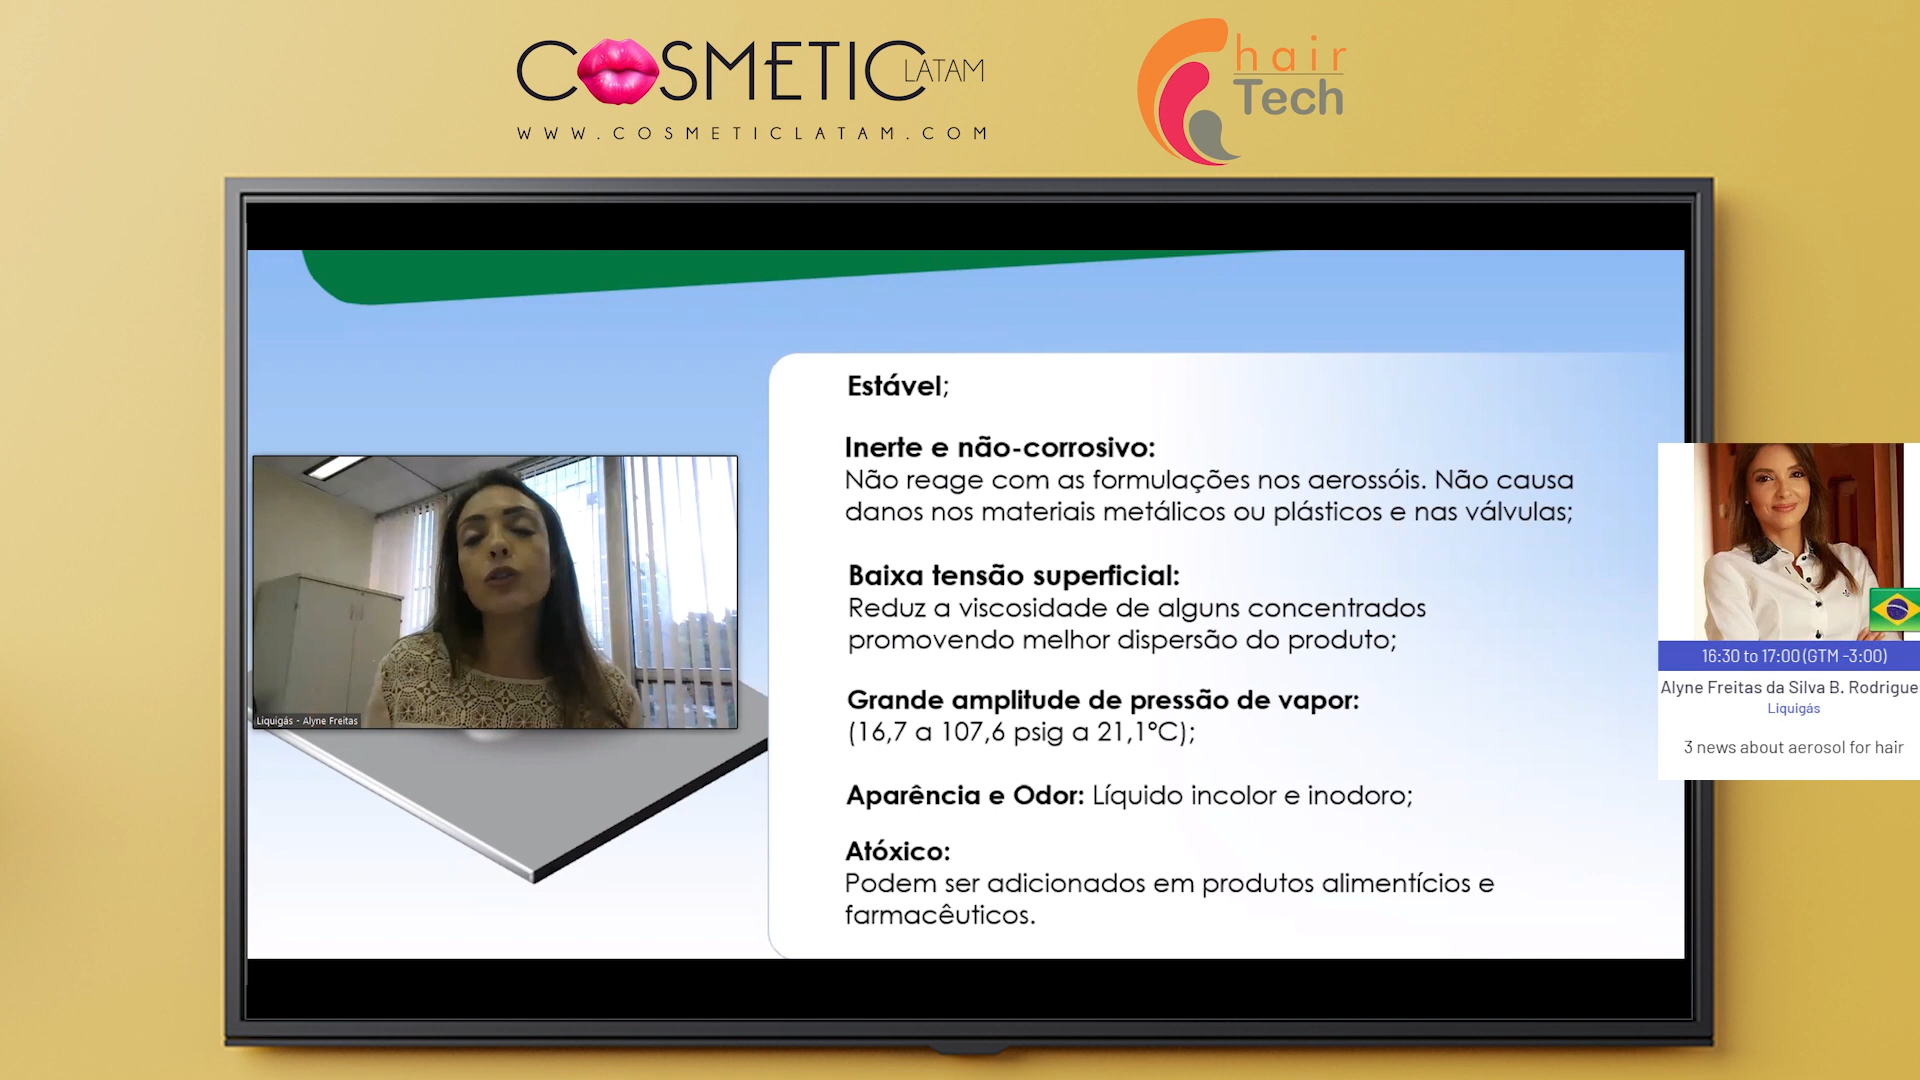 COSMETIC LATAM
WWW.COSMETICLATAM.COM
hair
Tech
Estável;
Inerte e não-corrosivo:
Não reage com as formulações nos aerossóis. Não causa
danos nos materiais metálicos ou plásticos e nas válvulas;
Baixa tensão superficial:
Reduz a viscosidade de alguns concentrados
promovendo melhor dispersão do produto;
Grande amplitude de pressão de vapor:
(16,7 a 107,6 psig a 21,1ºC);
Aparência e Odor: Líquido incolor e inodoro;
Atóxico:
Podem ser adicionados em produtos alimentícios e
farmacêuticos.
Liquigás - Alyne Freitas
16:30 to 17:00 (GTM -3:00)
Alyne Freitas da Silva B. Rodrigue
Liquigás
3 news about aerosol for hair